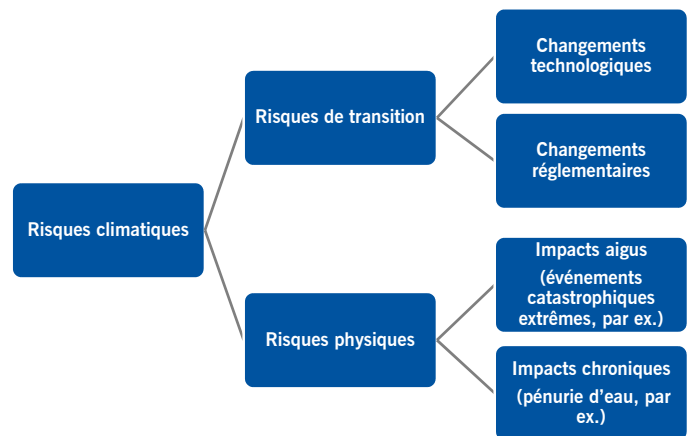 Risques climatiques
Risques de transition
Changements
technologiques
Changements
réglementaires
Risques physiques
Impacts aigus
(événements
catastrophiques
extrêmes, par ex.)
Impacts chroniques
(pénurie d'eau, par
ex.)